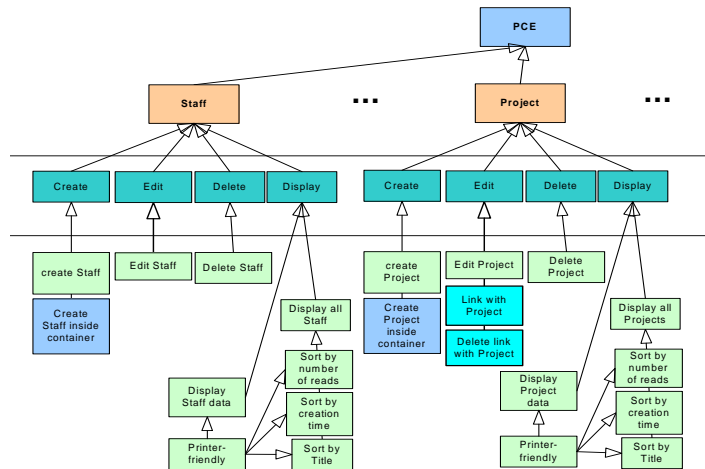 PCE
Staff
...
Project
...
Create
Edit
Delete
Display
Create
Edit
Delete
Display
create Staff
Edit Staff
Delete Staff
create
Project
Edit Project
Delete
Project
Create
Staff inside
container
Display all
Staff
Create
Project
inside
container
Link with
Project
Delete link
with Project
Display all
Projects
Sort by
number
of reads
Sort by
number
of reads
Display
Staff data
Display
Project
data
Sort by
creation
time
Sort by
creation
time
Printer-
friendly
Sort by
Title
Printer-
friendly
Sort by
Title